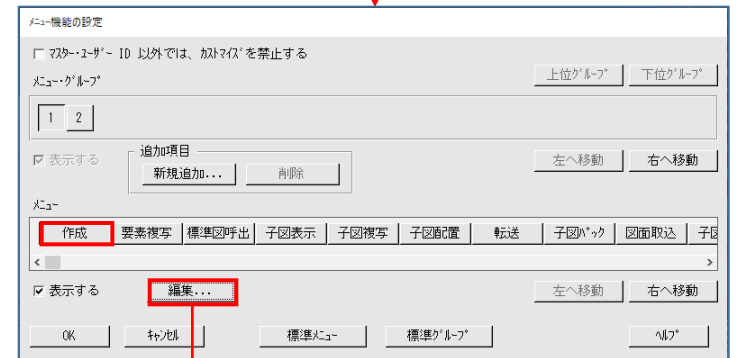 ﾒﾆｭｰ機能の設定
ﾏｽﾀｰ・ﾕｰｻﾞｰ ID 以外では、ｶｽﾀﾏｲｽﾞを禁止する
ﾒﾆｭｰ・ｸﾞﾙｰﾌﾟ
上位ｸﾞﾙｰﾌﾟ 下位ｸﾞﾙｰﾌﾟ
1 2
表示する
追加項目
新規追加... 削除
左へ移動 右へ移動
ﾒﾆｭｰ
作成 要素複写 標準図呼出 子図表示 子図複写 子図配置 転送 子図ﾊﾟｯｸ 図面取込 子図
表示する 編集... 左へ移動 右へ移動
OK ｷｬﾝｾﾙ 標準ﾒﾆｭｰ 標準ｸﾞﾙｰﾌﾟ ﾍﾙﾌﾟ